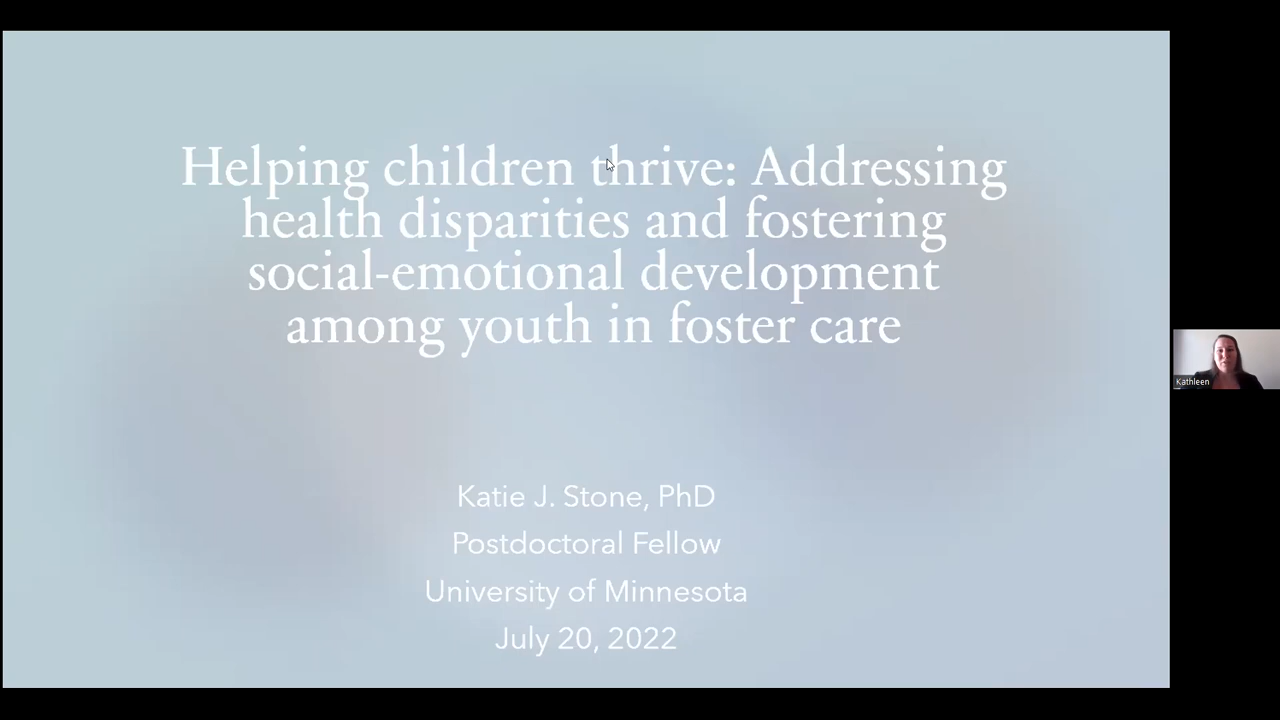 Helping children thrive: Addressing
health disparities and fostering
social-emotional development
among youth in foster care
Katie J. Stone, PhD
Postdoctoral Fellow
University of Minnesota
July 20, 2022
Kathleen